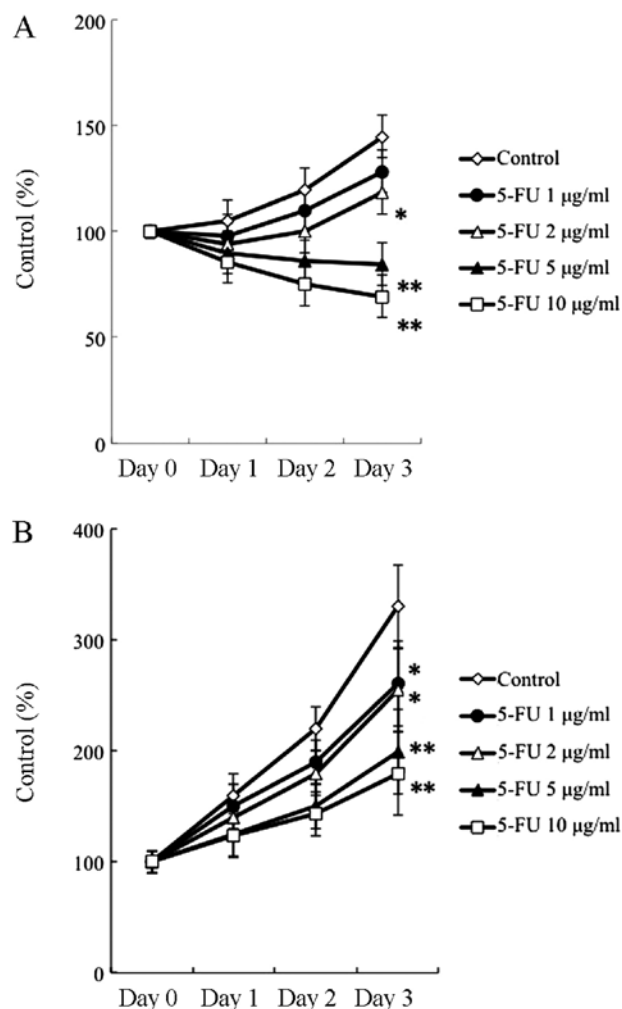 A
200
150
100
50
0
Control (%)
Day 0 Day 1 Day 2 Day 3
*
**
**
Control
5-FU 1 µg/ml
5-FU 2 µg/ml
5-FU 5 µg/ml
5-FU 10 µg/ml
B
400
300
200
100
0
Control (%)
Day 0 Day 1 Day 2 Day 3
*
*
**
**
Control
5-FU 1 µg/ml
5-FU 2 µg/ml
5-FU 5 µg/ml
5-FU 10 µg/ml